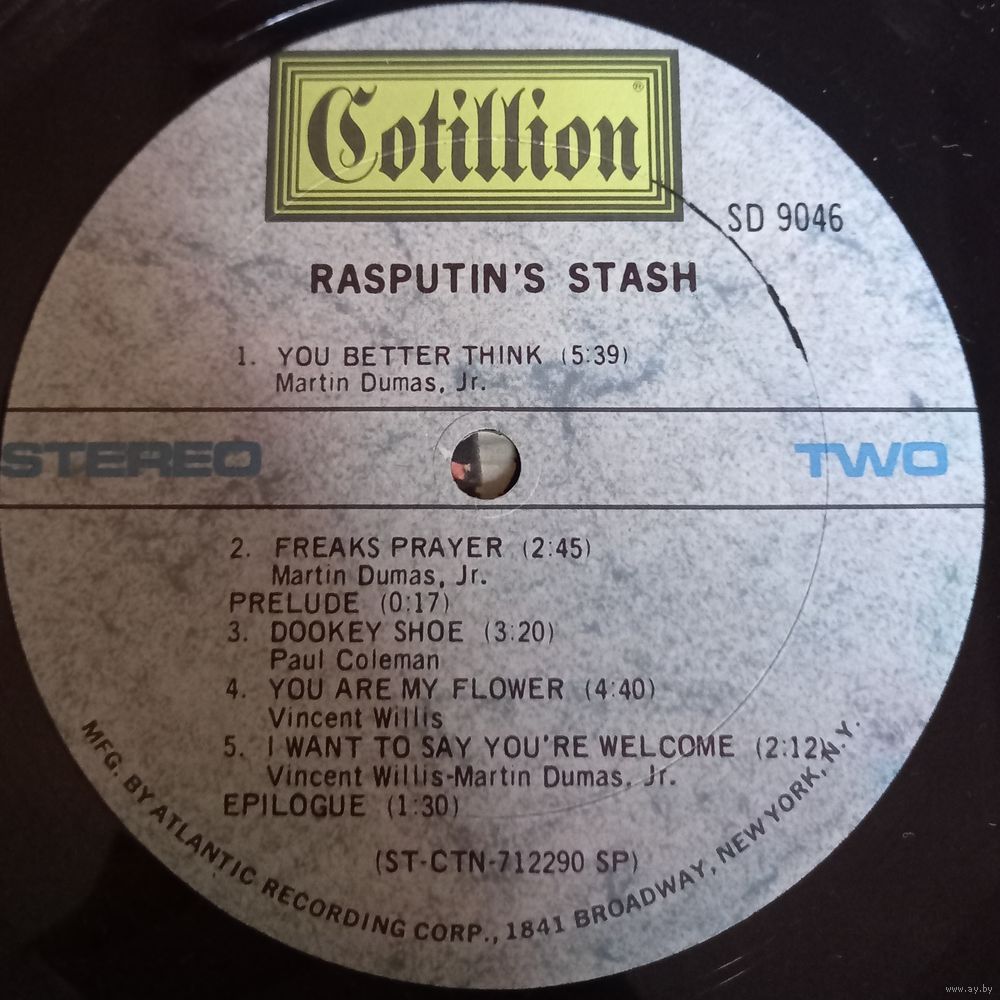 Cotillion®
SD 9046
RASPUTIN'S STASH
1. YOU BETTER THINK (5:39)
Martin Dumas, Jr.
STEREO
TWO
2. FREAKS PRAYER (2:45)
Martin Dumas, Jr.
PRELUDE (0:17)
3. DOOKEY SHOE (3:20)
Paul Coleman
4. YOU ARE MY FLOWER (4:40)
Vincent Willis
5. I WANT TO SAY YOU'RE WELCOME (2:12)
Vincent Willis-Martin Dumas, Jr.
EPILOGUE (1:30)
(ST-CTN-712290 SP)
MFG. BY ATLANTIC RECORDING CORP., 1841 BROADWAY, NEW YORK, N.Y.
www.ay.by